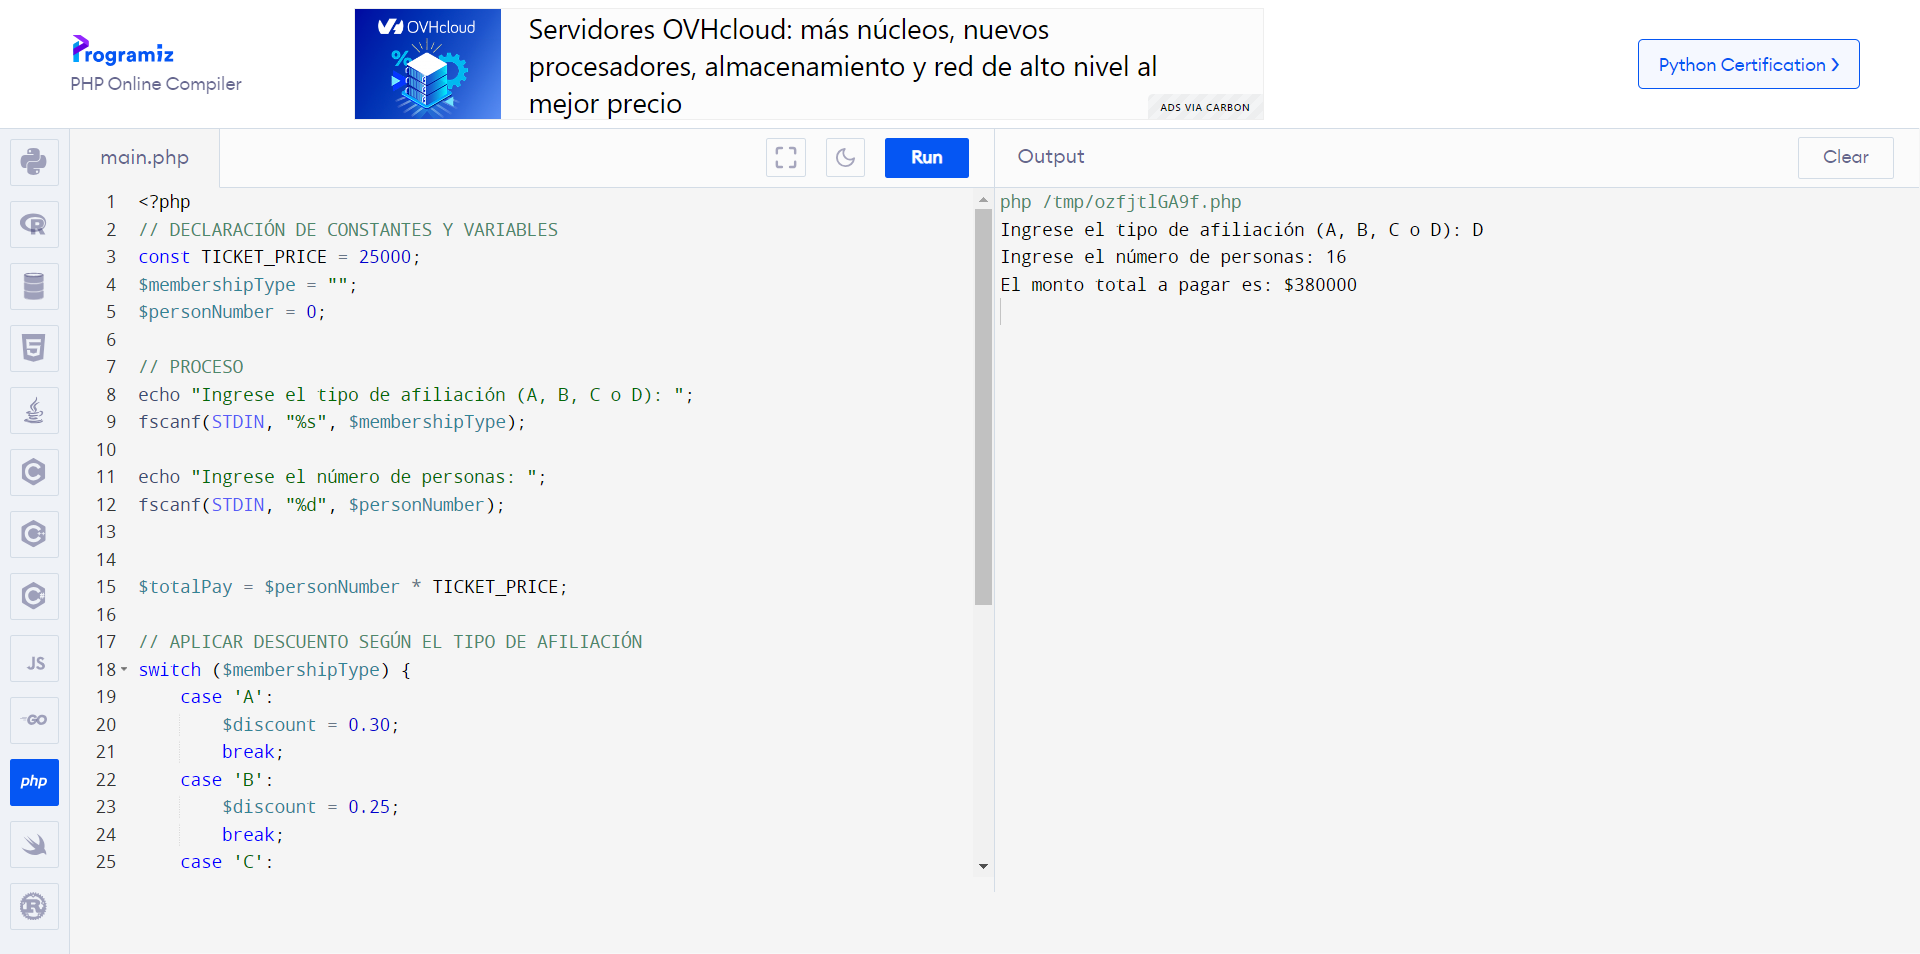 Programiz
PHP Online Compiler
OVHcloud
%
Servidores OVHcloud: más núcleos, nuevos
procesadores, almacenamiento y red de alto nivel al
mejor precio
ADS VIA CARBON
Python Certification
main.php
Run
Output
Clear
1 <?php
2 // DECLARACIÓN DE CONSTANTES Y VARIABLES
3 const TICKET_PRICE = 25000;
4 $membershipType = "";
5 $personNumber = 0;
6
7 // PROCESO
8 echo "Ingrese el tipo de afiliación (A, B, C o D): ";
9 fscanf(STDIN, "%s", $membershipType);
10
11 echo "Ingrese el número de personas: ";
12 fscanf(STDIN, "%d", $personNumber);
13
14
15 $totalPay = $personNumber * TICKET_PRICE;
16
17 // APLICAR DESCUENTO SEGÚN EL TIPO DE AFILIACIÓN
18 switch ($membershipType) {
19 case 'A':
20 $discount = 0.30;
21 break;
22 case 'B':
23 $discount = 0.25;
24 break;
25 case 'C':
php /tmp/ozfjtlGA9f.php
Ingrese el tipo de afiliación (A, B, C o D): D
Ingrese el número de personas: 16
El monto total a pagar es: $380000
R
5
C
C++
C#
JS
GO
php
R